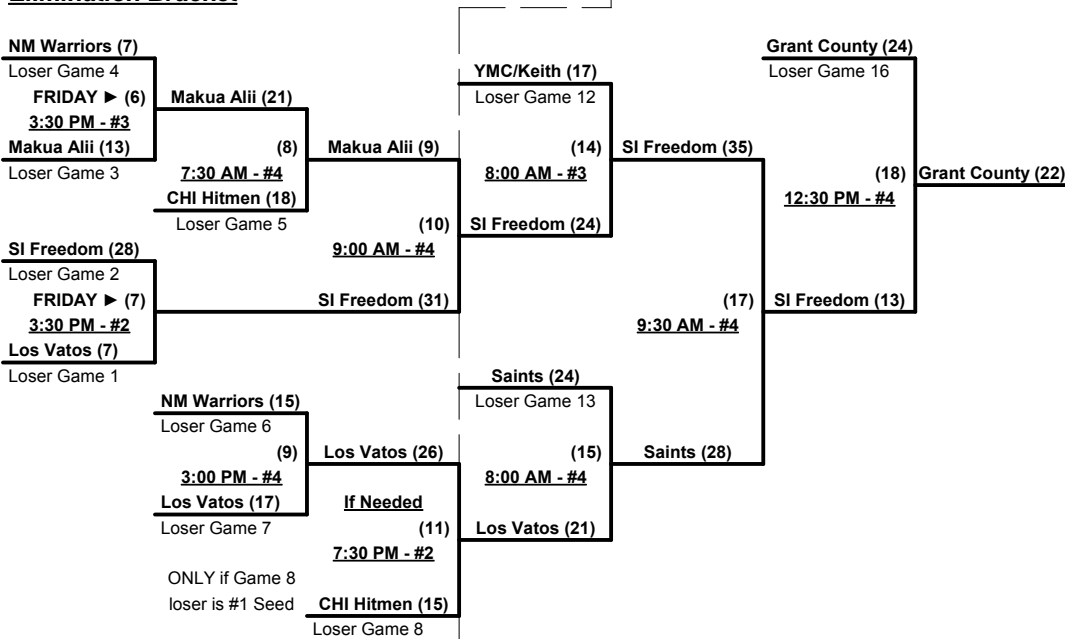 Elimination Bracket
NM Warriors (7)
Loser Game 4
FRIDAY ► (6)
3:30 PM - #3
Makua Alii (13)
Loser Game 3
Makua Alii (21)
(8)
7:30 AM - #4
CHI Hitmen (18)
Loser Game 5
SI Freedom (28)
Loser Game 2
FRIDAY ► (7)
3:30 PM - #2
Los Vatos (7)
Loser Game 1
Makua Alii (9)
(10)
9:00 AM - #4
SI Freedom (31)
NM Warriors (15)
Loser Game 6
(9)
3:00 PM - #4
Los Vatos (17)
Loser Game 7
Los Vatos (26)
If Needed
(11)
7:30 PM - #2
ONLY if Game 8
loser is #1 Seed
CHI Hitmen (15)
Loser Game 8
YMC/Keith (17)
Loser Game 12
(14)
8:00 AM - #3
SI Freedom (24)
Saints (24)
Loser Game 13
(15)
8:00 AM - #4
Los Vatos (21)
SI Freedom (35)
(17)
9:30 AM - #4
Saints (28)
Grant County (24)
Loser Game 16
(18)
12:30 PM - #4
SI Freedom (13)
Grant County (22)